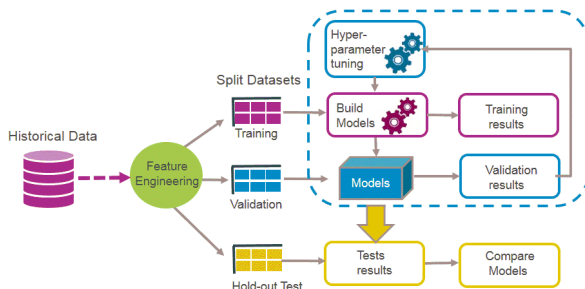 Hyper-
parameter
tuning
Split Datasets
Build
Models
Training
results
Training
Historical Data
Feature
Engineering
Models
Validation
results
Validation
Tests
results
Compare
Models
Hold-out Test